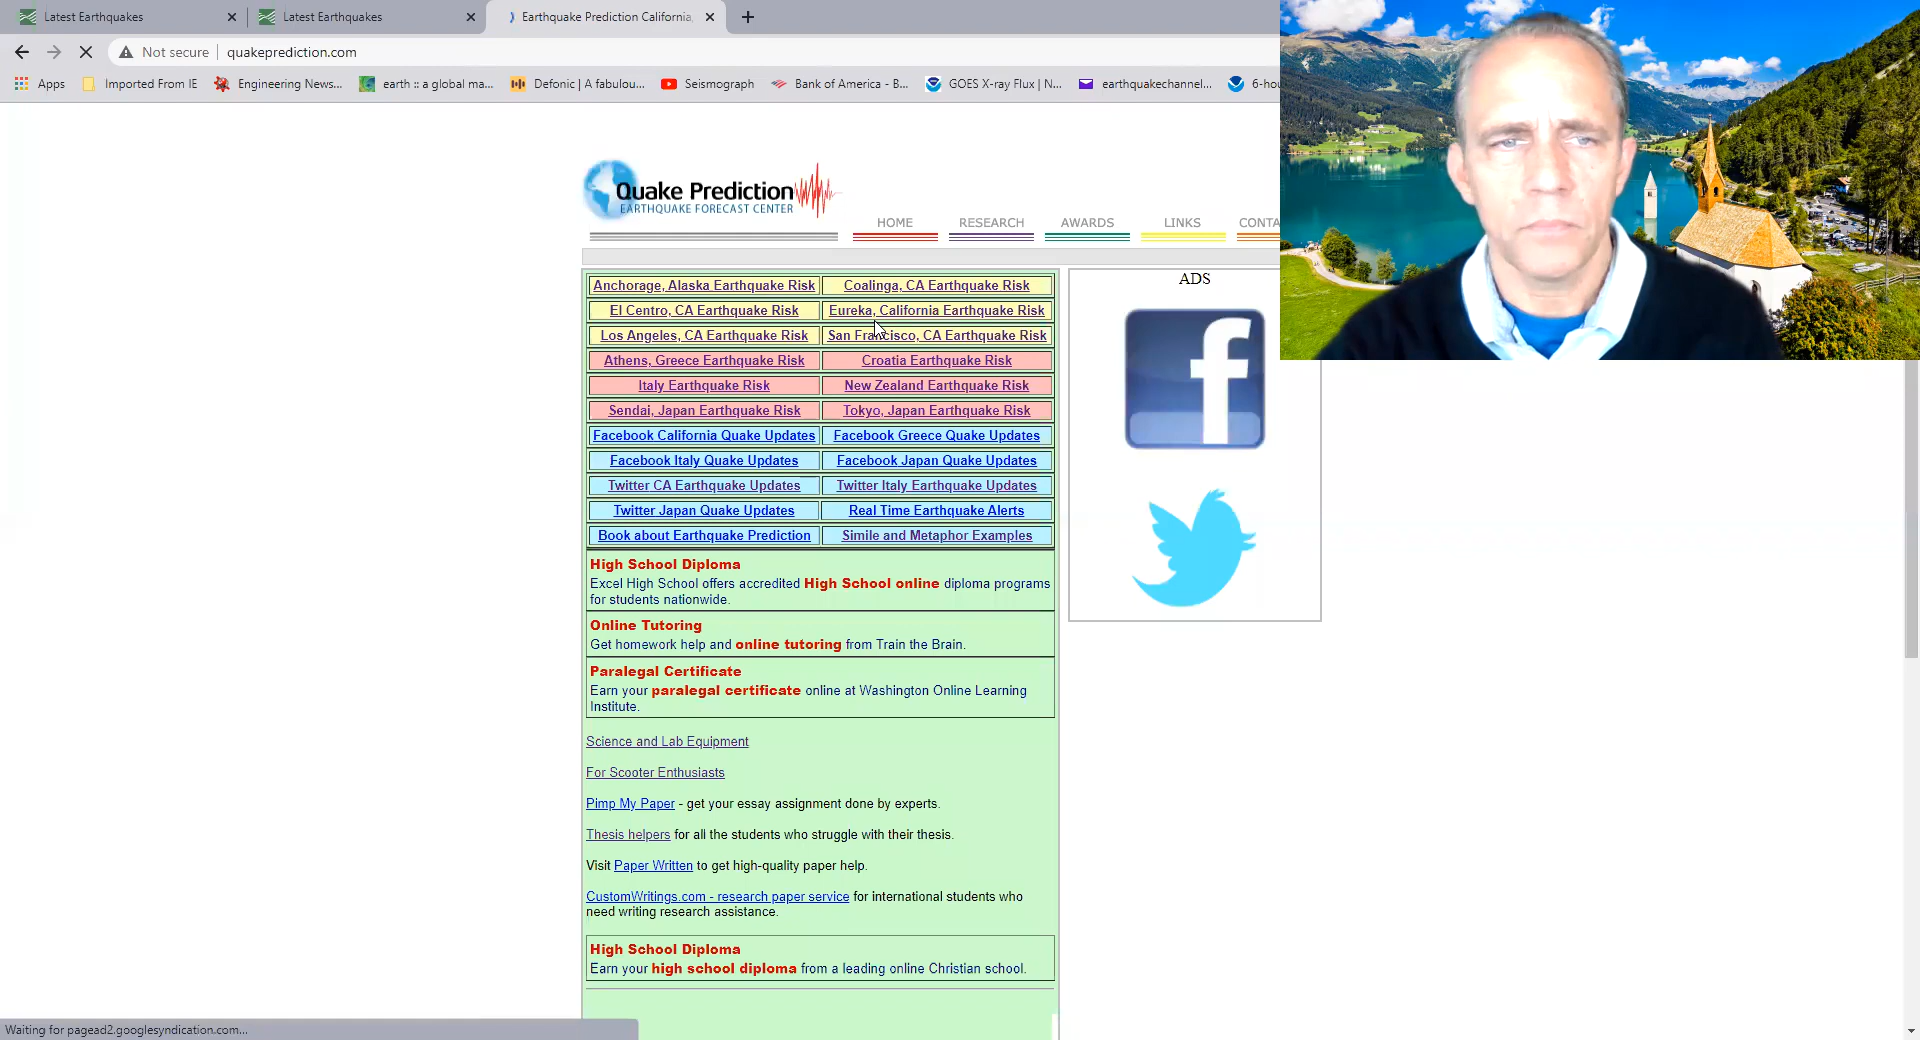 Latest Earthquakes
Latest Earthquakes
Earthquake Prediction California,
Not secure
quakeprediction.com
Apps
Imported From IE
Engineering News...
earth :: a global ma...
Defonic | A fabulou...
Seismograph
Bank of America - B...
GOES X-ray Flux | N...
earthquakechannel...
6-hou
Quake Prediction
EARTHQUAKE FORECAST CENTER
HOME
RESEARCH
AWARDS
LINKS
CONTA
Anchorage, Alaska Earthquake Risk
Coalinga, CA Earthquake Risk
El Centro, CA Earthquake Risk
Eureka, California Earthquake Risk
Los Angeles, CA Earthquake Risk
San Francisco, CA Earthquake Risk
Athens, Greece Earthquake Risk
Croatia Earthquake Risk
Italy Earthquake Risk
New Zealand Earthquake Risk
Sendai, Japan Earthquake Risk
Tokyo, Japan Earthquake Risk
Facebook California Quake Updates
Facebook Greece Quake Updates
Facebook Italy Quake Updates
Facebook Japan Quake Updates
Twitter CA Earthquake Updates
Twitter Italy Earthquake Updates
Twitter Japan Quake Updates
Real Time Earthquake Alerts
Book about Earthquake Prediction
Simile and Metaphor Examples
High School Diploma
Excel High School offers accredited High School online diploma programs
for students nationwide.
Online Tutoring
Get homework help and online tutoring from Train the Brain.
Paralegal Certificate
Earn your paralegal certificate online at Washington Online Learning
Institute.
Science and Lab Equipment
For Scooter Enthusiasts
Pimp My Paper - get your essay assignment done by experts.
Thesis helpers for all the students who struggle with their thesis.
Visit Paper Written to get high-quality paper help.
CustomWritings.com - research paper service for international students who
need writing research assistance.
High School Diploma
Earn your high school diploma from a leading online Christian school.
ADS
Waiting for pagead2.googlesyndication.com...